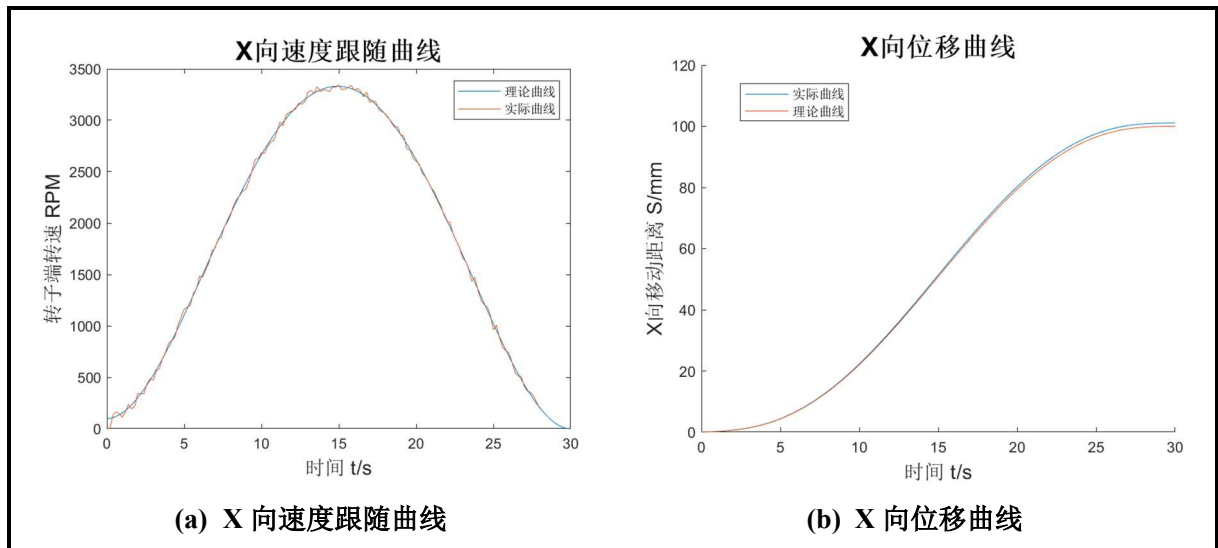 X向速度跟随曲线
3500
3000
2500
2000
1500
1000
500
0
转子端转速 RPM
理论曲线
实际曲线
0 5 10 15 20 25 30
时间 t/s
(a) X 向速度跟随曲线
X向位移曲线
120
100
80
60
40
20
0
X向移动距离 S/mm
实际曲线
理论曲线
0 5 10 15 20 25 30
时间 t/s
(b) X 向位移曲线